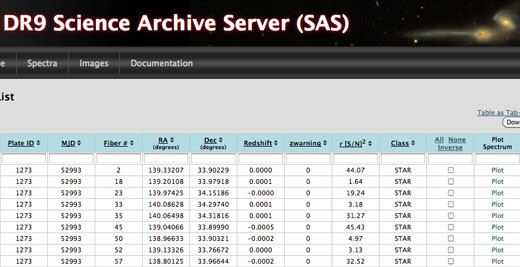 DR9 Science Archive Server (SAS)
e Spectra Images Documentation
List
Table as Tab-
Dow
Plate ID MJD Fiber # RA (degrees) Dec (degrees) Redshift zwarning r [S/N]2 Class All None Inverse Plot Spectrum
1273 52993 2 139.33207 33.90229 0.0000 0 44.07 STAR Plot
1273 52993 18 139.20108 33.97918 0.0001 0 1.64 STAR Plot
1273 52993 23 139.97425 34.15186 -0.0000 0 19.24 STAR Plot
1273 52993 33 140.08628 34.29740 0.0001 0 3.18 STAR Plot
1273 52993 35 140.06498 34.31816 0.0001 0 31.27 STAR Plot
1273 52993 45 139.04066 33.89990 -0.0005 0 45.43 STAR Plot
1273 52993 50 138.96633 33.90321 -0.0002 0 4.97 STAR Plot
1273 52993 52 139.13326 33.76672 0.0000 0 3.13 STAR Plot
1273 52993 57 138.80125 33.96644 -0.0002 0 32.52 STAR Plot